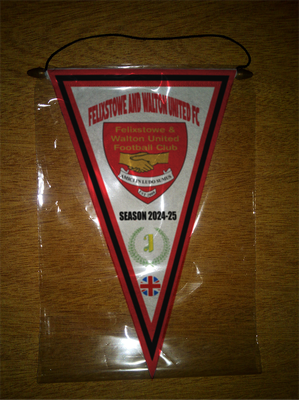 FELIXSTOWE AND WALTON UNITED FC
Felixstowe &
Walton United
Football Club
SEASON 2024-25